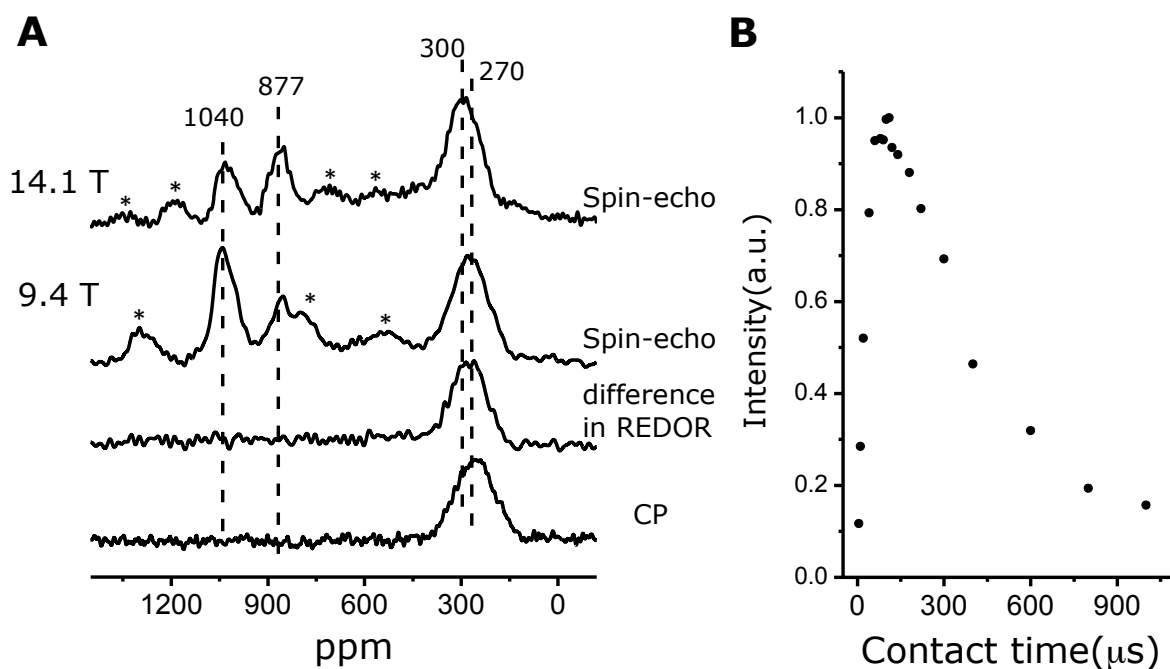 A
B
300
270
877
1040
14.1 T
*
*
*
*
Spin-echo
9.4 T
*
*
*
Spin-echo
difference
in REDOR
CP
1200
900
600
300
0
ppm
Intensity(a.u.)
1.0
0.8
0.6
0.4
0.2
0.0
0
300
600
900
Contact time(μs)